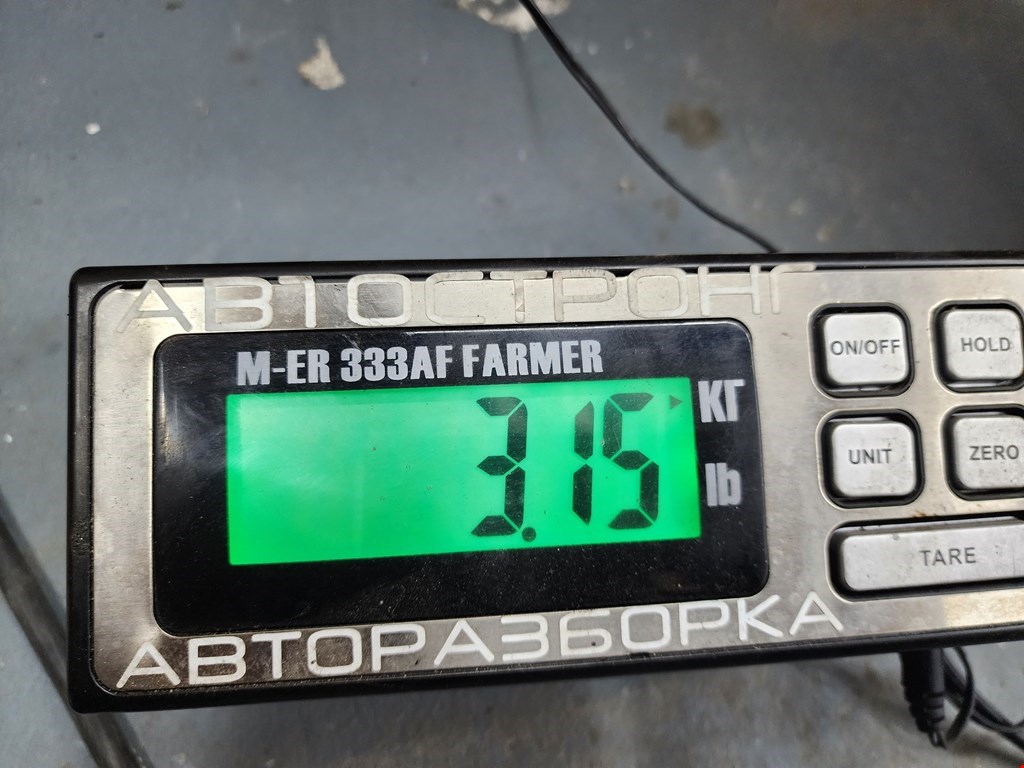 АВТОСТРОНГ
M-ER 333AF FARMER
3.15
КГ
lb
ON/OFF
HOLD
UNIT
ZERO
TARE
АВТОРАЗБОРКА